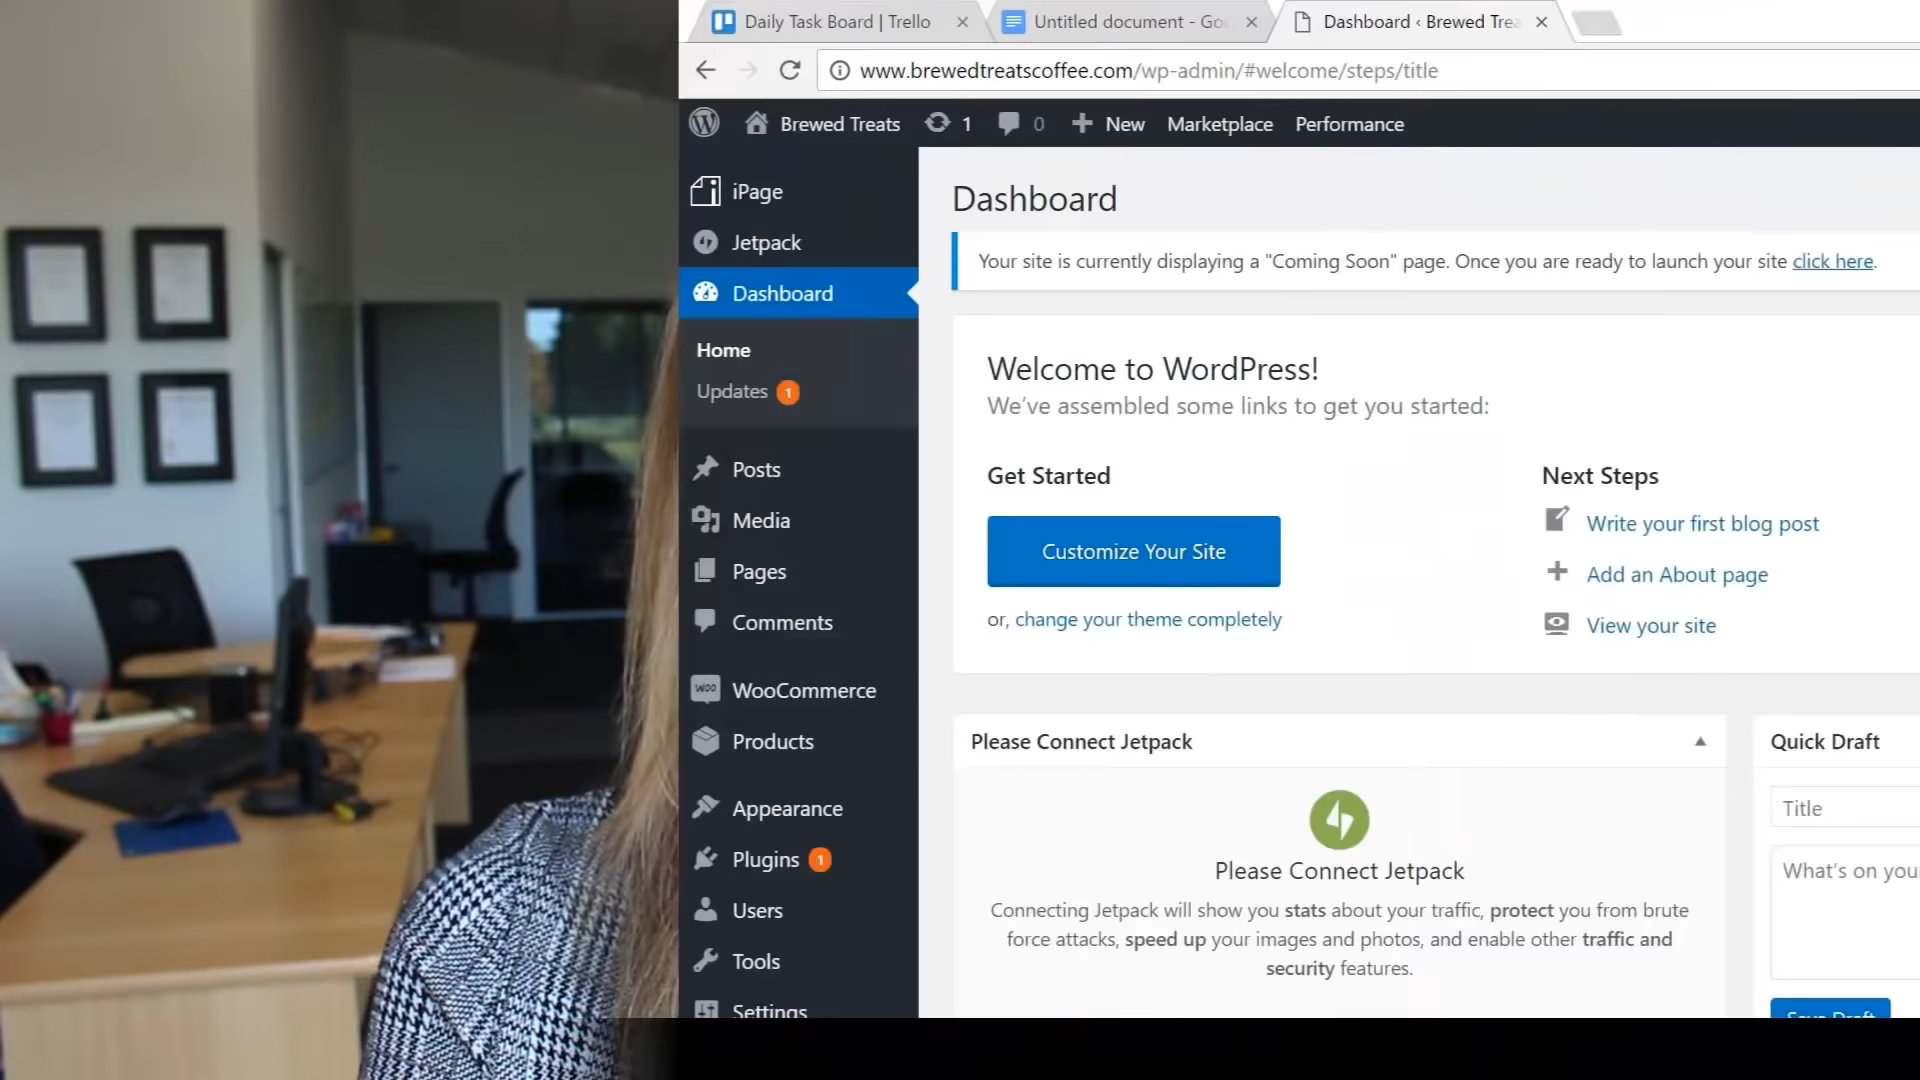 Daily Task Board | Trello
Untitled document - Go
Dashboard ‹ Brewed Trea
www.brewedtreatscoffee.com/wp-admin/#welcome/steps/title
Brewed Treats 1 0 New Marketplace Performance
iPage
Jetpack
Dashboard
Home
Updates 1
Posts
Media
Pages
Comments
WOO WooCommerce
Products
Appearance
Plugins 1
Users
Tools
Settings
Dashboard
Your site is currently displaying a "Coming Soon" page. Once you are ready to launch your site click here.
Welcome to WordPress!
We've assembled some links to get you started:
Get Started
Customize Your Site
or, change your theme completely
Next Steps
Write your first blog post
Add an About page
View your site
Please Connect Jetpack
Please Connect Jetpack
Connecting Jetpack will show you stats about your traffic, protect you from brute
force attacks, speed up your images and photos, and enable other traffic and
security features.
Quick Draft
Title
What's on you
Save Draft